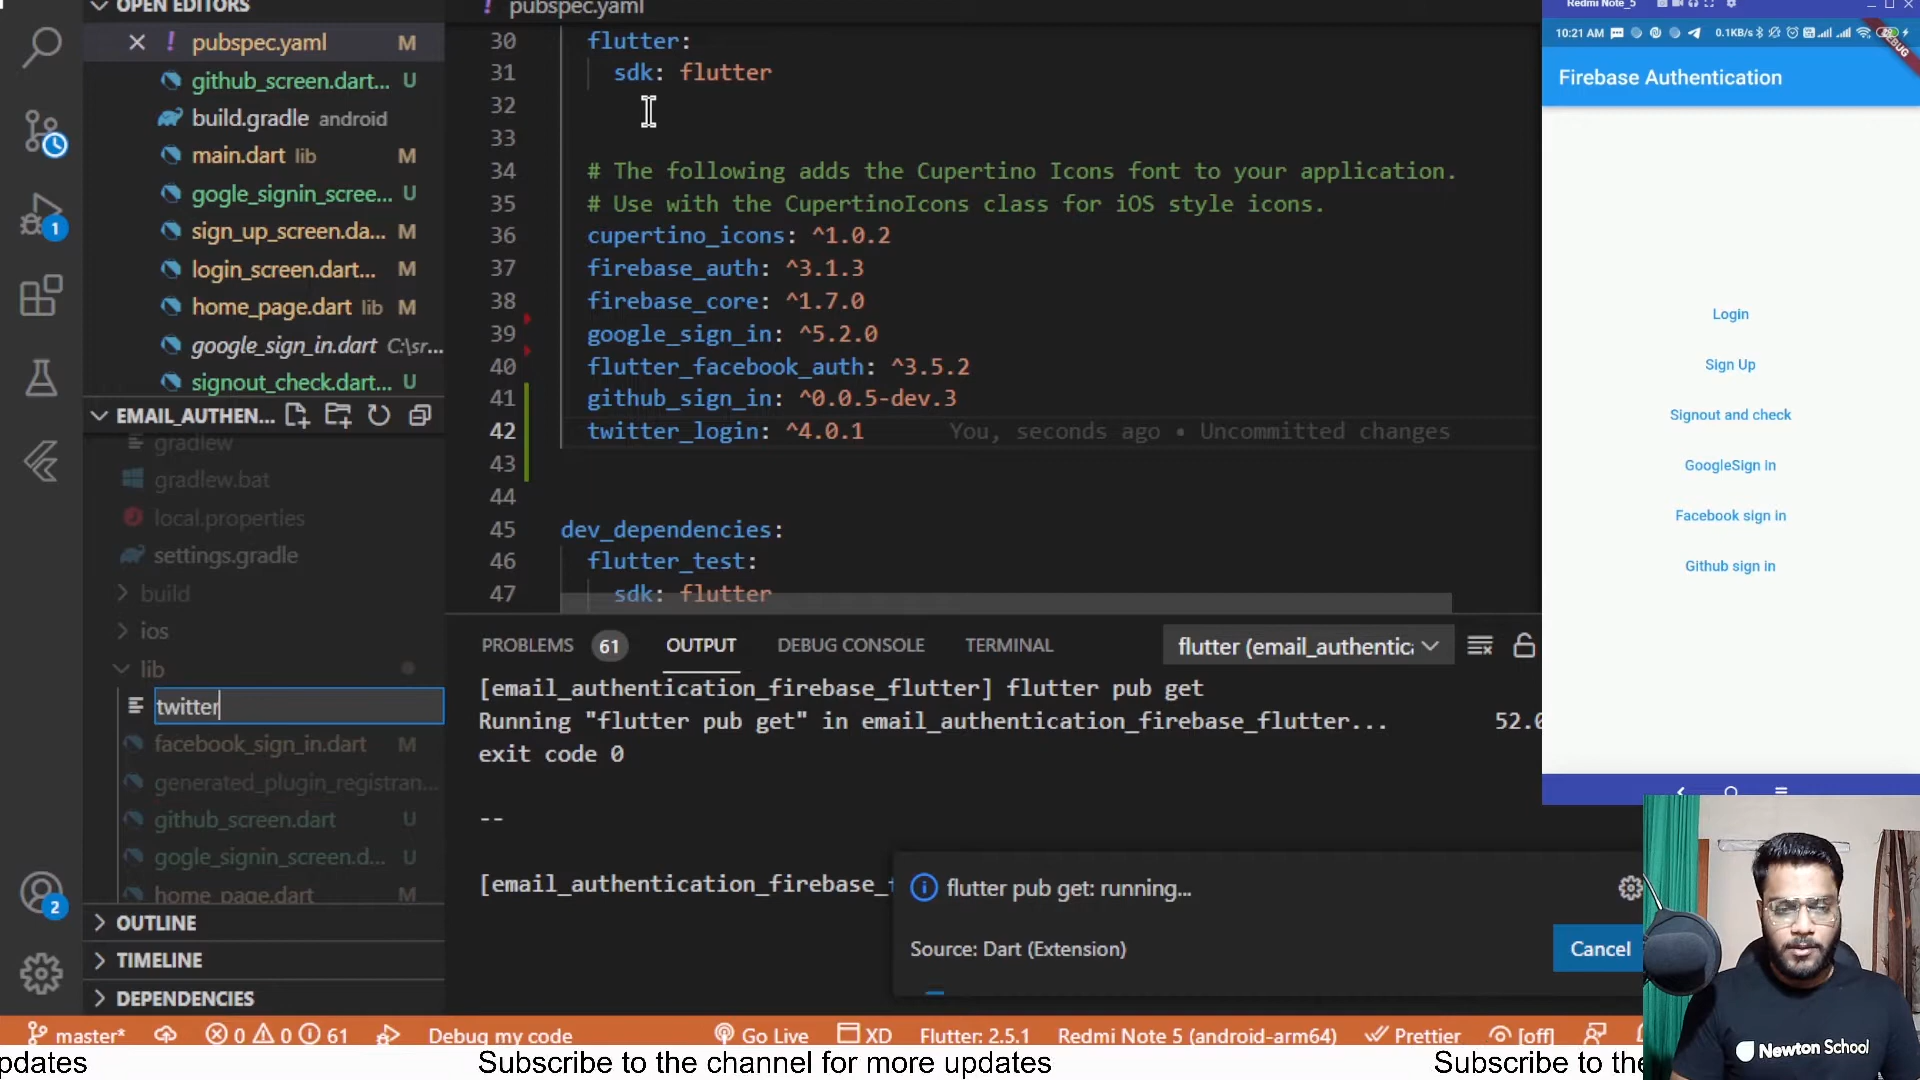 OPEN EDITORS
pubspec.yaml M
github_screen.dart... U
build.gradle android
main.dart lib M
gogle_signin_scree... U
sign_up_screen.da... M
login_screen.dart... M
home_page.dart lib M
google_sign_in.dart C:\sr...
signout_check.dart... U
EMAIL_AUTHEN...
gradlew
gradlew.bat
local.properties
settings.gradle
build
ios
lib
twitter
facebook_sign_in.dart M
generated_plugin_registran...
github_screen.dart U
gogle_signin_screen.d... U
home_page.dart M
OUTLINE
TIMELINE
DEPENDENCIES
1
2
! pubspec.yaml
30 flutter:
31 sdk: flutter
32
33
34 # The following adds the Cupertino Icons font to your application.
35 # Use with the CupertinoIcons class for iOS style icons.
36 cupertino_icons: ^1.0.2
37 firebase_auth: ^3.1.3
38 firebase_core: ^1.7.0
39 google_sign_in: ^5.2.0
40 flutter_facebook_auth: ^3.5.2
41 github_sign_in: ^0.0.5-dev.3
42 twitter_login: ^4.0.1 You, seconds ago • Uncommitted changes
43
44
45 dev_dependencies:
46 flutter_test:
47 sdk: flutter
PROBLEMS 61 OUTPUT DEBUG CONSOLE TERMINAL flutter (email_authentica
[email_authentication_firebase_flutter] flutter pub get
Running "flutter pub get" in email_authentication_firebase_flutter... 52.0
exit code 0
--
[email_authentication_firebase_
flutter pub get: running...
Source: Dart (Extension)
Cancel
Redmi Note_5
10:21 AM 0.1KB/s
DEBUG
Firebase Authentication
Login
Sign Up
Signout and check
GoogleSign in
Facebook sign in
Github sign in
Newton School
master* 0 0 61 Debug my code Go Live XD Flutter: 2.5.1 Redmi Note 5 (android-arm64) Prettier [off]
pdates Subscribe to the channel for more updates Subscribe to the